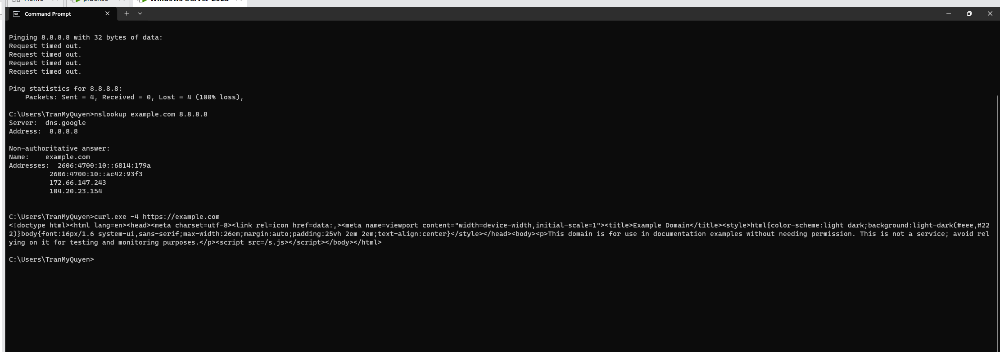 Home
pfSense
Windows Server 2025
Command Prompt
Pinging 8.8.8.8 with 32 bytes of data:
Request timed out.
Request timed out.
Request timed out.
Request timed out.
Ping statistics for 8.8.8.8:
    Packets: Sent = 4, Received = 0, Lost = 4 (100% loss),
C:\Users\TranMyQuyen>nslookup example.com 8.8.8.8
Server:  dns.google
Address:  8.8.8.8
Non-authoritative answer:
Name:    example.com
Addresses:  2606:4700:10::6814:179a
          2606:4700:10::ac42:93f3
          172.66.147.243
          104.20.23.154
C:\Users\TranMyQuyen>curl.exe -4 https://example.com
<!doctype html><html lang=en><head><meta charset=utf-8><link rel=icon href=data:,><meta name=viewport content="width=device-width,initial-scale=1"><title>Example Domain</title><style>html{color-scheme:light dark;background:light-dark(#eee,#22
2)}body{font:16px/1.6 system-ui,sans-serif;max-width:26em;margin:auto;padding:25vh 2em 2em;text-align:center}</style></head><body><p>This domain is for use in documentation examples without needing permission. This is not a service; avoid rel
ying on it for testing and monitoring purposes.</p><script src=/s.js></script></body></html>
C:\Users\TranMyQuyen>